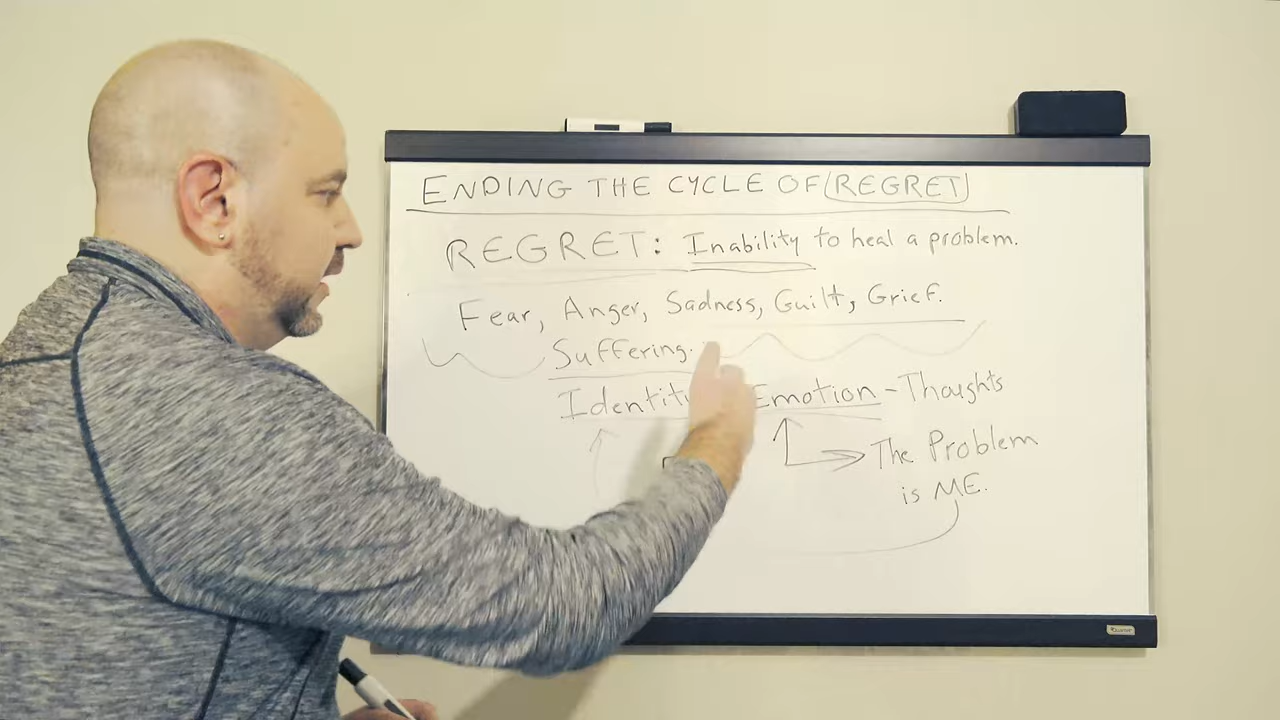 ENDING THE CYCLE OF REGRET
REGRET: Inability to heal a problem.
Fear, Anger, Sadness, Guilt, Grief.
Suffering.
Identity Emotion - Thoughts
The Problem
is ME.